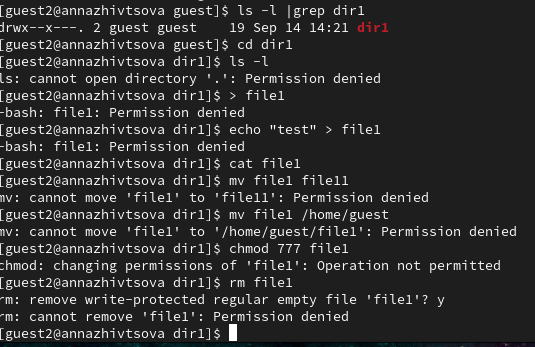 [guest2@annazhivtsova guest]$ ls -l |grep dir1
drwx--x---. 2 guest guest    19 Sep 14 14:21 dir1
[guest2@annazhivtsova guest]$ cd dir1
[guest2@annazhivtsova dir1]$ ls -l
ls: cannot open directory '.': Permission denied
[guest2@annazhivtsova dir1]$ > file1
-bash: file1: Permission denied
[guest2@annazhivtsova dir1]$ echo "test" > file1
-bash: file1: Permission denied
[guest2@annazhivtsova dir1]$ cat file1
[guest2@annazhivtsova dir1]$ mv file1 file11
mv: cannot move 'file1' to 'file11': Permission denied
[guest2@annazhivtsova dir1]$ mv file1 /home/guest
mv: cannot move 'file1' to '/home/guest/file1': Permission denied
[guest2@annazhivtsova dir1]$ chmod 777 file1
chmod: changing permissions of 'file1': Operation not permitted
[guest2@annazhivtsova dir1]$ rm file1
rm: remove write-protected regular empty file 'file1'? y
rm: cannot remove 'file1': Permission denied
[guest2@annazhivtsova dir1]$